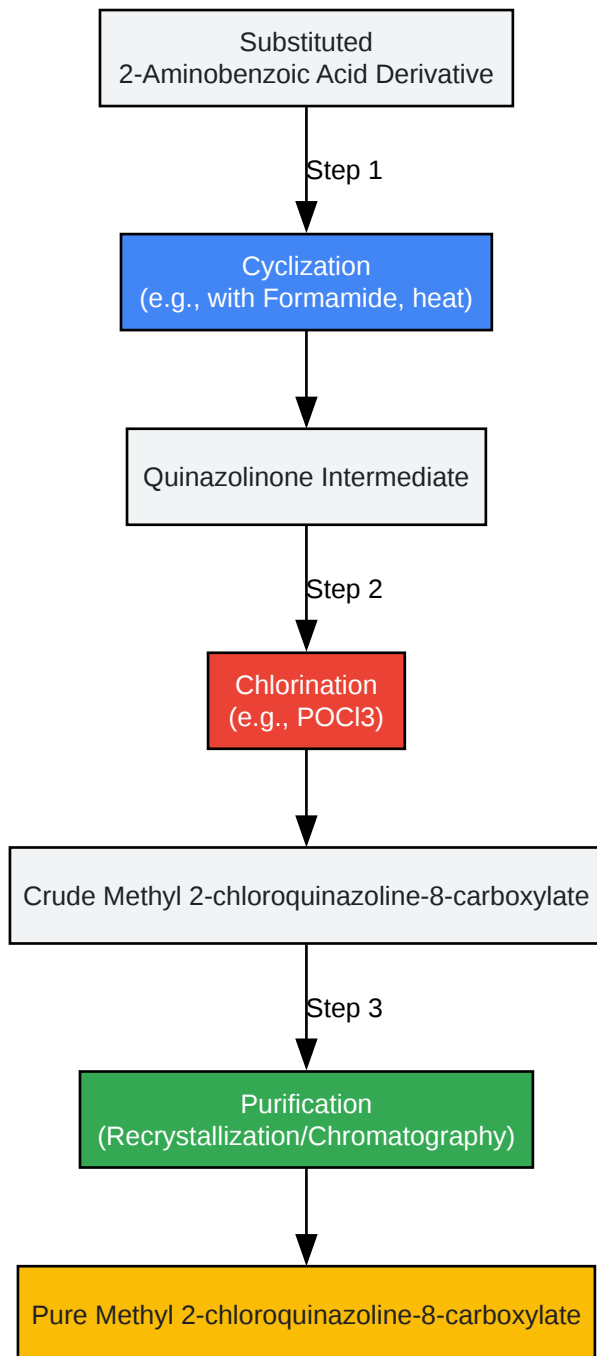 Substituted
2-Aminobenzoic Acid Derivative
Step 1
Cyclization
(e.g., with Formamide, heat)
Quinazolinone Intermediate
Step 2
Chlorination
(e.g., POCl3)
Crude Methyl 2-chloroquinazoline-8-carboxylate
Step 3
Purification
(Recrystallization/Chromatography)
Pure Methyl 2-chloroquinazoline-8-carboxylate